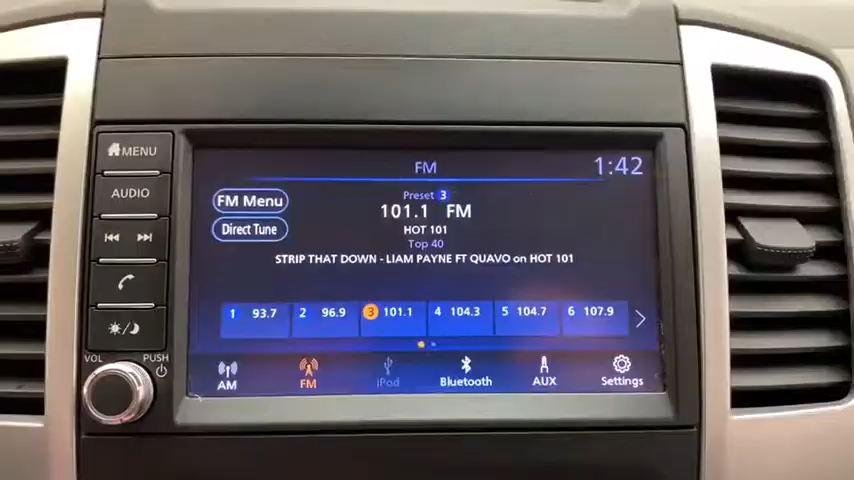 MENU
AUDIO
VOL
PUSH
FM
1:42
FM Menu
Direct Tune
Preset 3
101.1 FM
HOT 101
Top 40
STRIP THAT DOWN - LIAM PAYNE FT QUAVO on HOT 101
1 93.7
2 96.9
3 101.1
4 104.3
5 104.7
6 107.9
AM
FM
iPod
Bluetooth
AUX
Settings